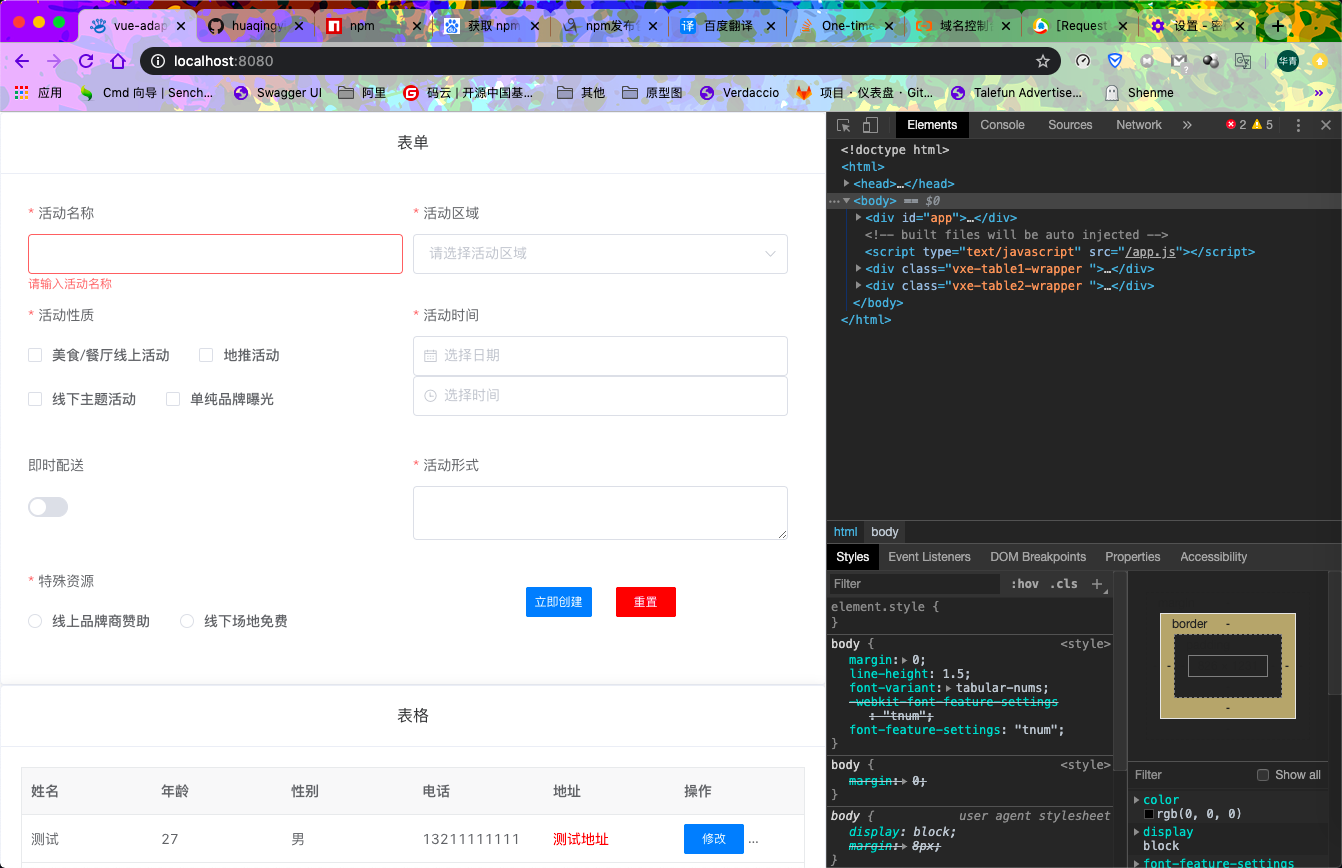 vue-adap
huaqingy
npm
获取 npm
npm发布
百度翻译
One-time
域名控制
[Request
设置 - 密
localhost:8080
华青
应用
Cmd 向导 | Sench...
Swagger UI
阿里
码云 | 开源中国基...
其他
原型图
Verdaccio
项目 · 仪表盘 · Git...
Talefun Advertise...
Shenme
»
表单
* 活动名称
* 活动区域
请选择活动区域
请输入活动名称
* 活动性质
* 活动时间
美食/餐厅线上活动
地推活动
选择日期
线下主题活动
单纯品牌曝光
选择时间
即时配送
* 活动形式
* 特殊资源
线上品牌商赞助
线下场地免费
立即创建
重置
表格
姓名
年龄
性别
电话
地址
操作
测试
27
男
13211111111
测试地址
修改
...
Elements
Console
Sources
Network
»
2
5
<!doctype html>
<html>
<head>…</head>
<body> == $0
<div id="app">…</div>
<!-- built files will be auto injected -->
<script type="text/javascript" src="/app.js"></script>
<div class="vxe-table1-wrapper ">…</div>
<div class="vxe-table2-wrapper ">…</div>
</body>
</html>
html
body
Styles
Event Listeners
DOM Breakpoints
Properties
Accessibility
Filter
:hov
.cls
+
element.style {
}
body {
<style>
margin: 0;
line-height: 1.5;
font-variant: tabular-nums;
-webkit-font-feature-settings
: "tnum";
font-feature-settings: "tnum";
}
body {
<style>
margin: 0;
}
body {
user agent stylesheet
display: block;
margin: 8px;
}
border
-
-
-
-
Filter
Show all
color
rgb(0, 0, 0)
display
block
font-feature-settings